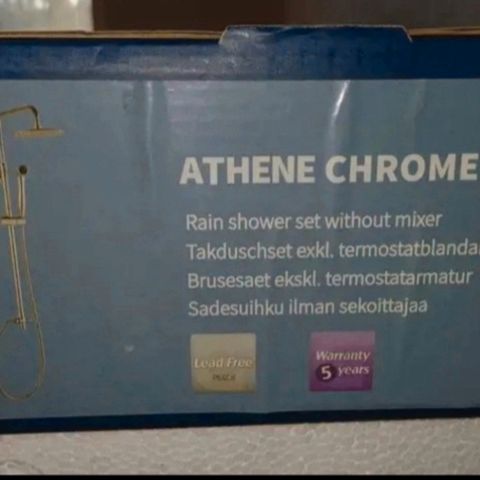 ATHENE CHROME
Rain shower set without mixer
Takduschset exkl.
Brusesaet ekskl. termostatarmatur
Sadesuihku ilman sekoittajaa
Lead Free
Warranty
5 years